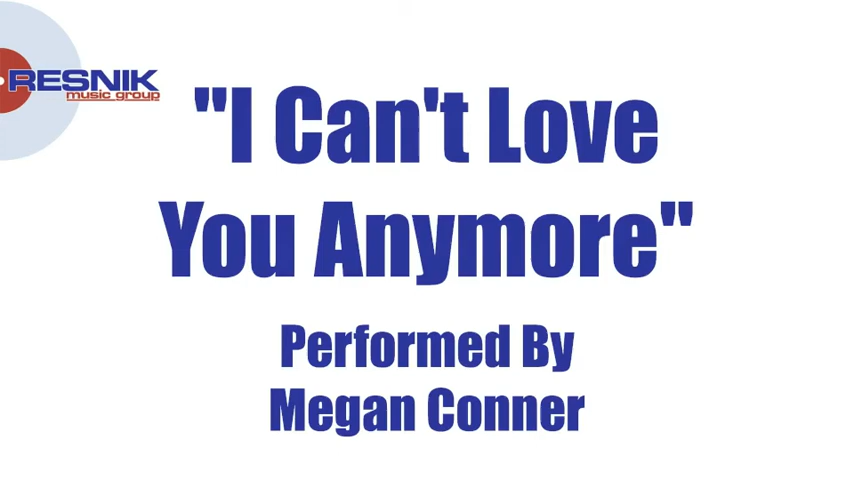 RESNIK
music group
"I Can't Love
You Anymore"
Performed By
Megan Conner